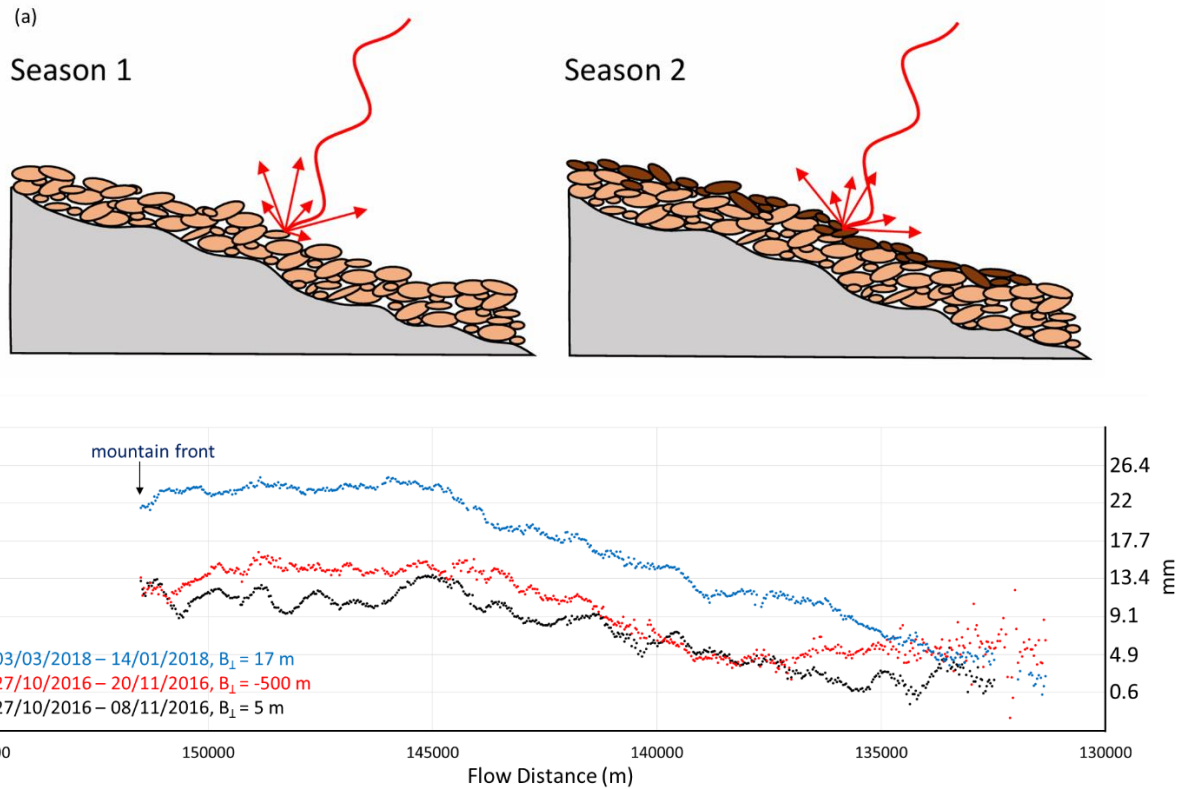 (a)
Season 1
Season 2
mountain front
26.4
22
17.7
13.4
9.1
4.9
0.6
mm
03/03/2018 – 14/01/2018, B⊥ = 17 m
27/10/2016 – 20/11/2016, B⊥ = -500 m
27/10/2016 – 08/11/2016, B⊥ = 5 m
00 150000 145000 140000 135000 130000
Flow Distance (m)